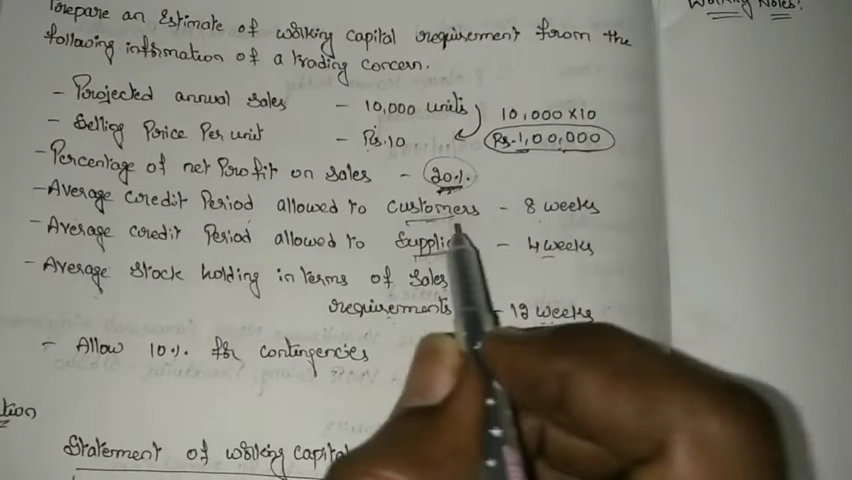 Prepare an Estimate of working capital requirement from the
following information of a trading concern.
Working Notes:
- Projected annual sales - 10,000 units
10,000 x 10
- Selling Price Per unit - Rs.10
Rs. 1,00,000
- Percentage of net Profit on sales - 20%.
- Average credit Period allowed to customers - 8 weeks
- Average credit Period allowed to - 4 weeks
- Average stock holding in terms of sales
requirements - 12 weeks
- Allow 10%. for contingencies
Statement of working capital